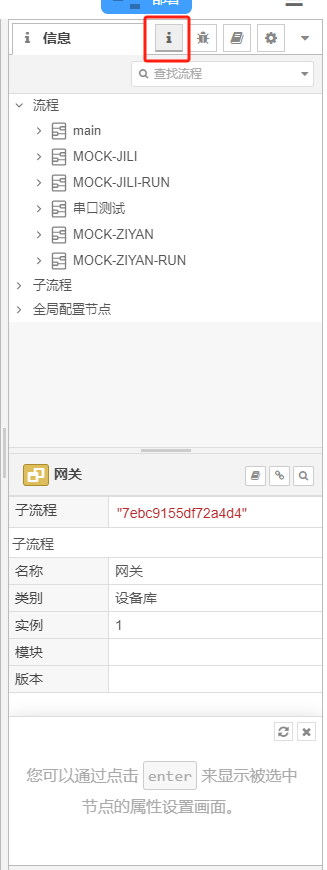 部署
信息
查找流程
流程
main
MOCK-JILI
MOCK-JILI-RUN
串口测试
MOCK-ZIYAN
MOCK-ZIYAN-RUN
子流程
全局配置节点
网关
子流程 "7ebc9155df72a4d4"
子流程
名称 网关
类别 设备库
实例 1
模块
版本
您可以通过点击 enter 来显示被选中
节点的属性设置画面。